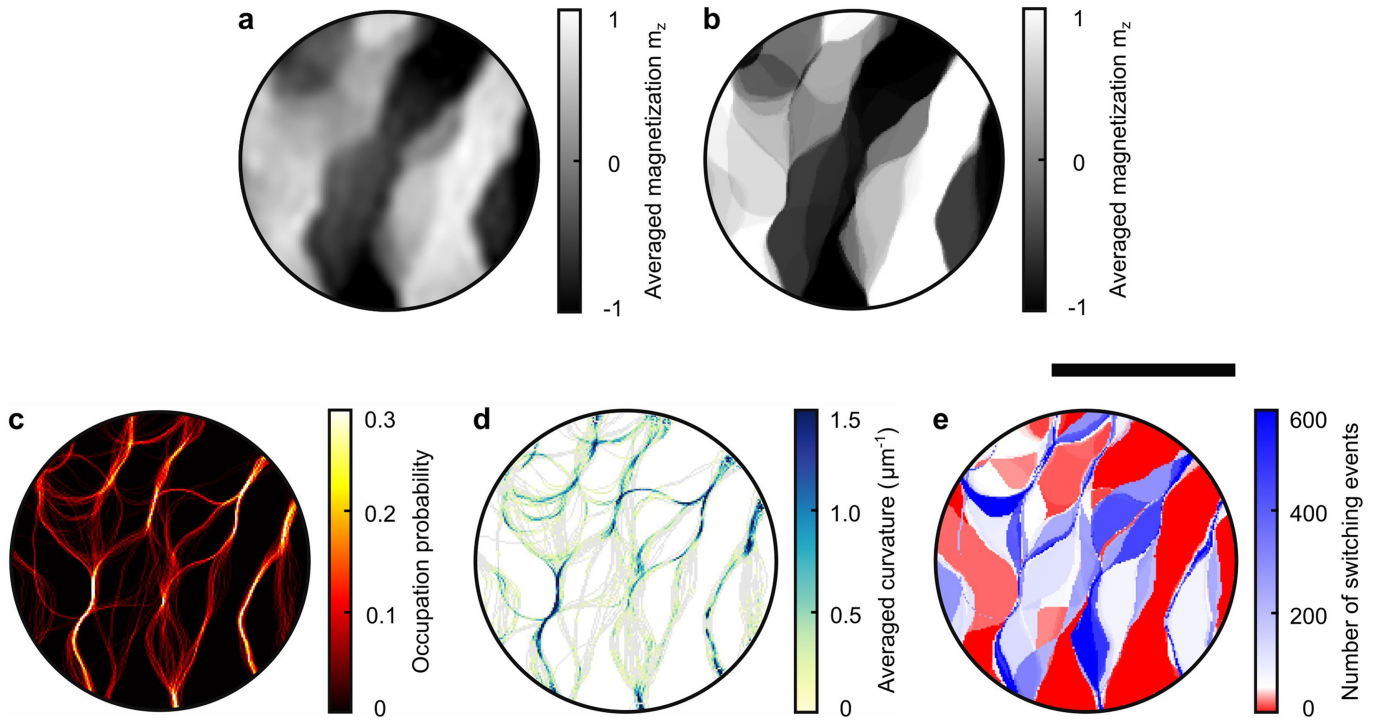 a
1
0
-1
Averaged magnetization mz
b
1
0
-1
Averaged magnetization mz
c
0.3
0.2
0.1
0
Occupation probability
d
1.5
1.0
0.5
0
Averaged curvature (µm⁻¹)
e
600
400
200
0
Number of switching events